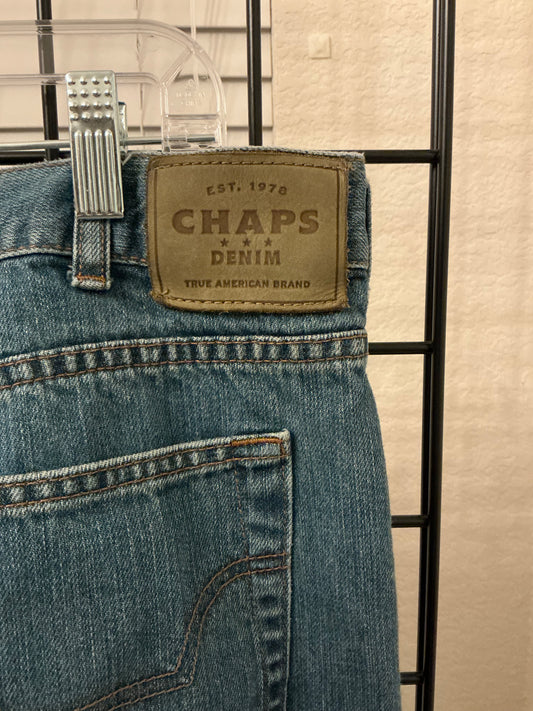 EST. 1978
CHAPS
★ ★ ★
DENIM
TRUE AMERICAN BRAND